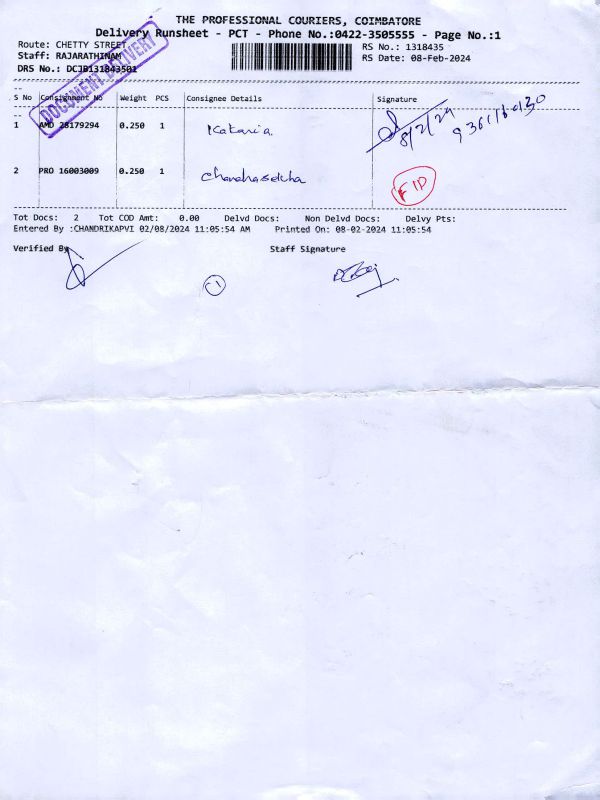 THE PROFESSIONAL COURIERS, COIMBATORE
Delivery Runsheet - PCT - Phone No.:0422-3505555 - Page No.:1
Route: CHETTY STREET
RS No.: 1318435
Staff: RAJARATHINAM
RS Date: 08-Feb-2024
DRS No.: DCJB131843501
DOCUMENT DELIVERY
S No Consignment No Weight PCS Consignee Details Signature
1 AMD 28179294 0.250 1 Kataria 8/2/24
2 PRO 16003009 0.250 1 Chandrasekha FID
Tot Docs: 2 Tot COD Amt: 0.00 Delvd Docs: Non Delvd Docs: Delvy Pts:
Entered By :CHANDRIKAPVI 02/08/2024 11:05:54 AM Printed On: 08-02-2024 11:05:54
Verified By Staff Signature